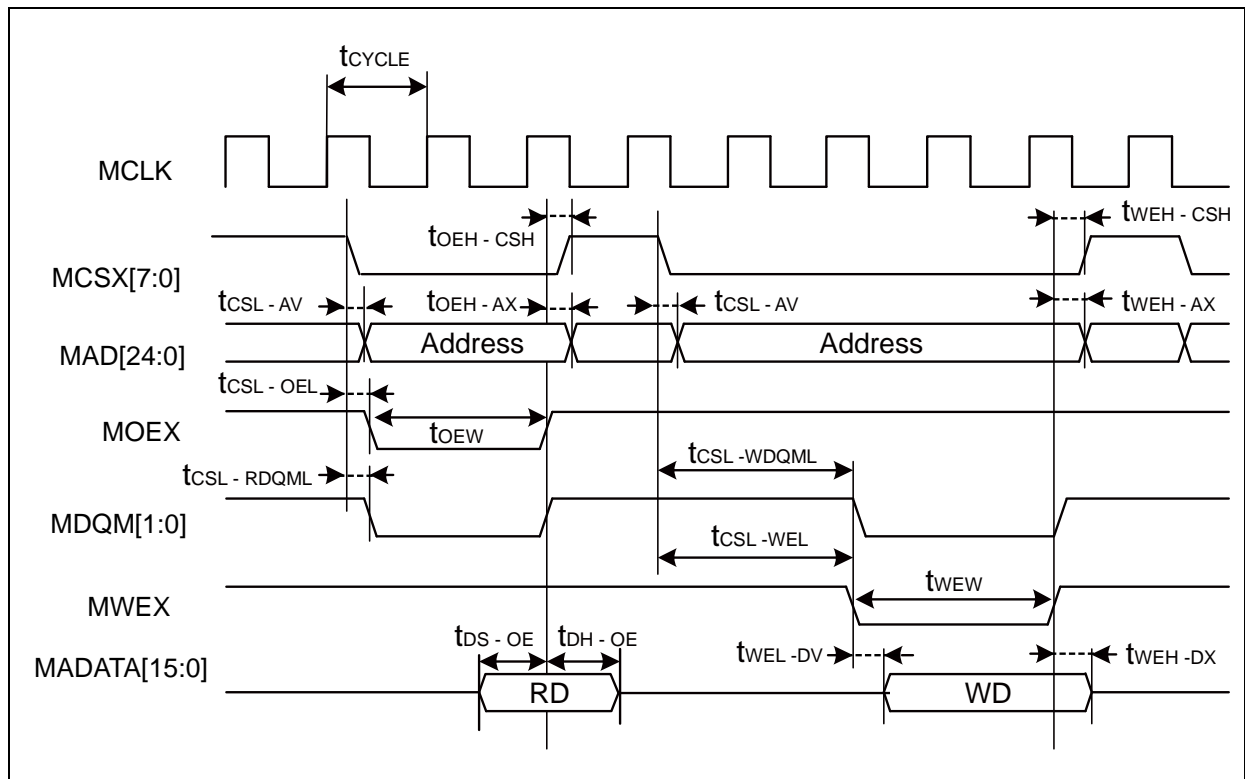 tCYCLE
MCLK
tOEH - CSH
tWEH - CSH
MCSX[7:0]
tCSL - AV
tOEH - AX
tCSL - AV
tWEH - AX
MAD[24:0]
Address
Address
tCSL - OEL
MOEX
tOEW
tCSL - RDQML
tCSL -WDQML
MDQM[1:0]
tCSL -WEL
MWEX
tWEW
tDS - OE
tDH - OE
tWEL -DV
tWEH -DX
MADATA[15:0]
RD
WD